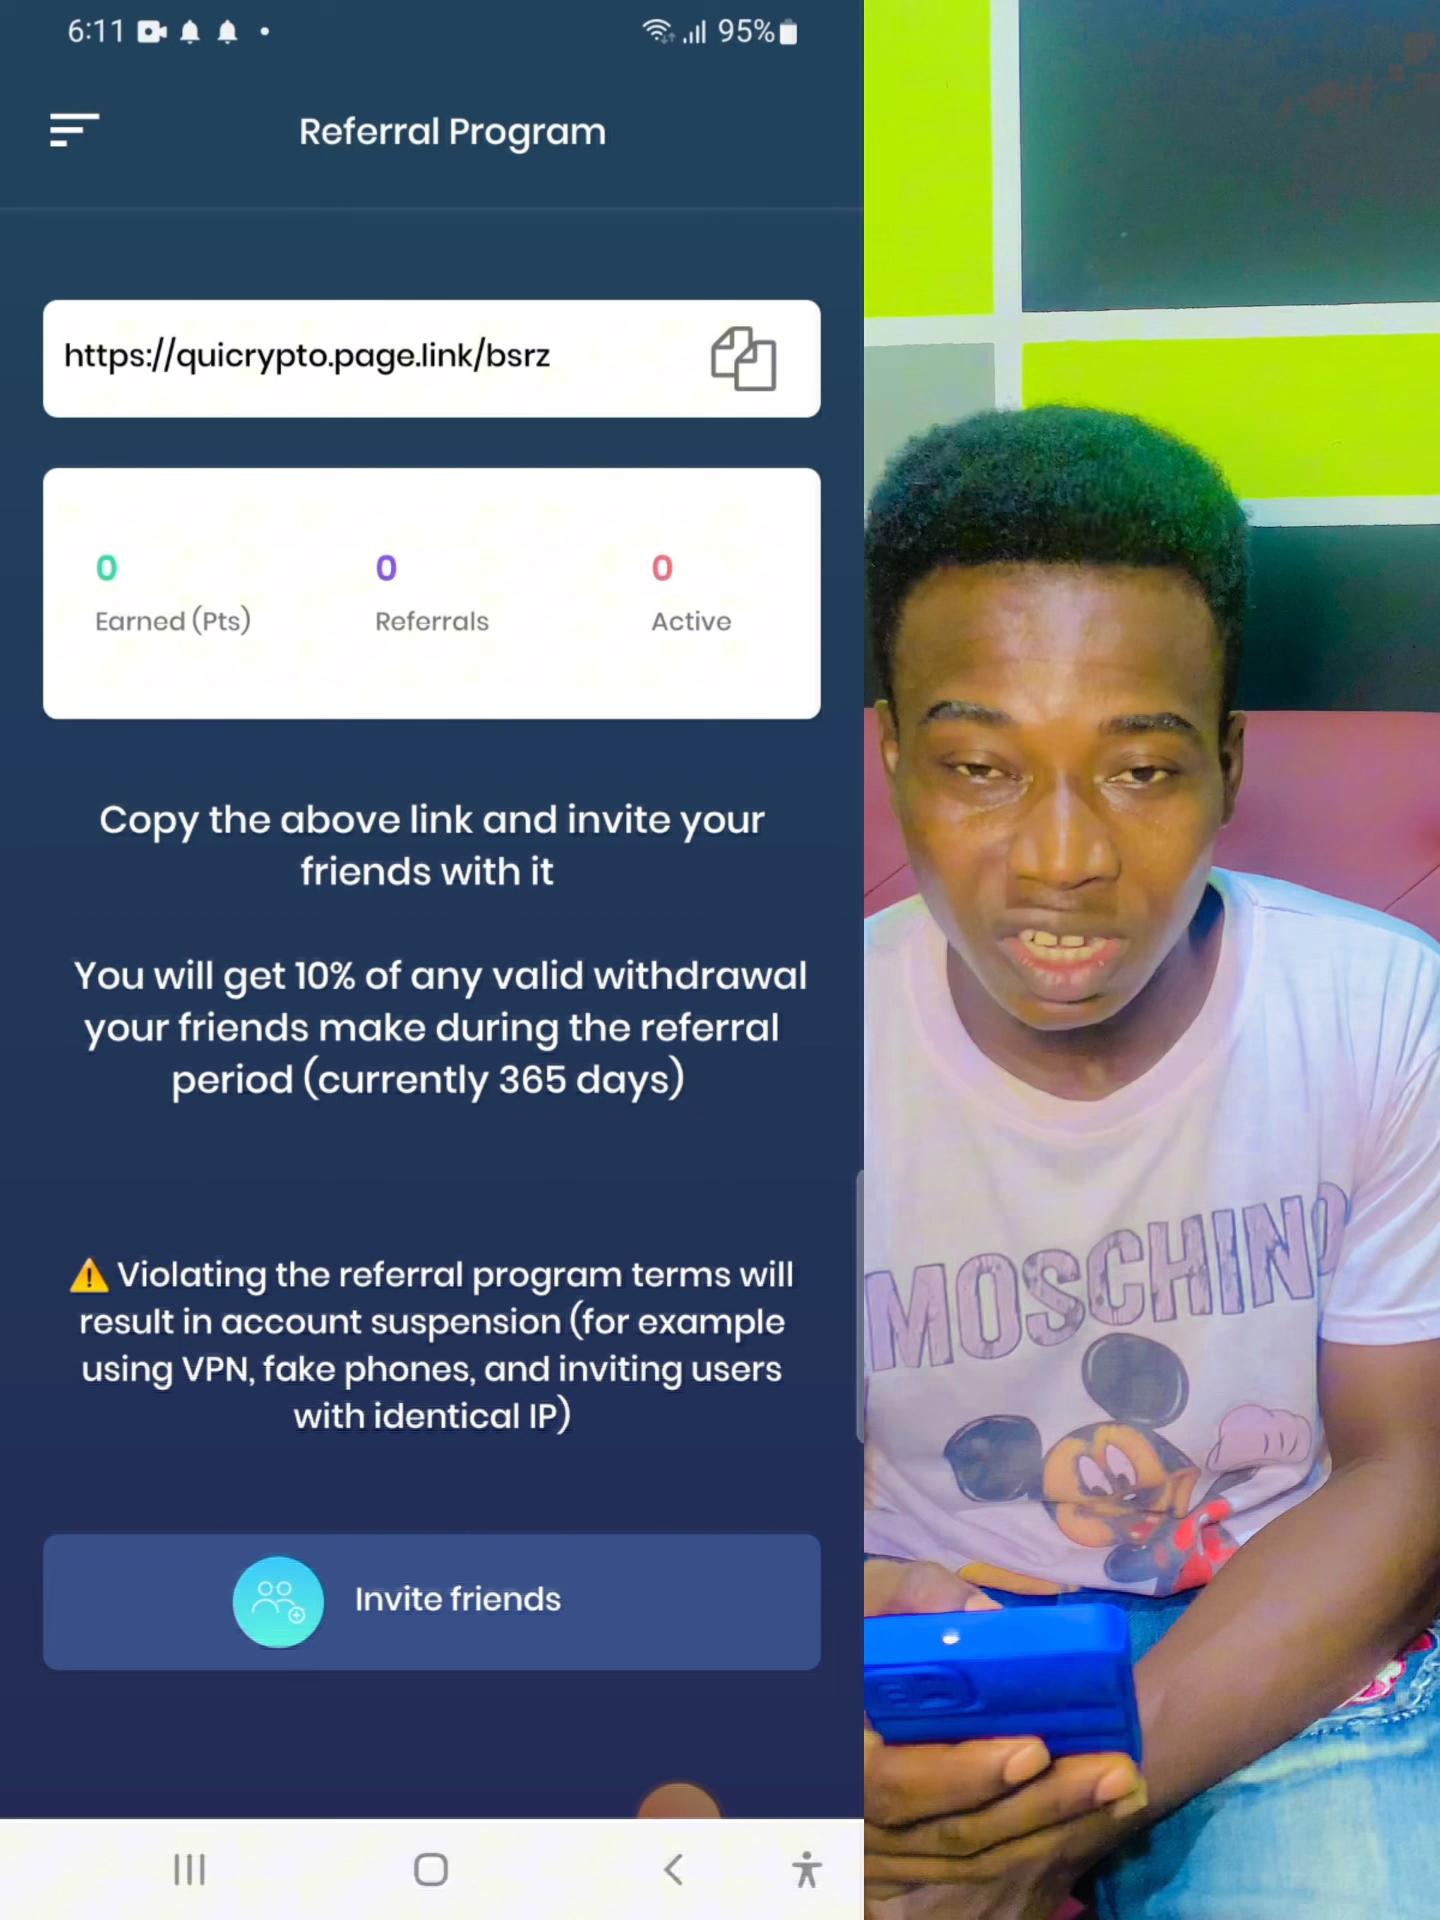 6:11
95%
Referral Program
https://quicrypto.page.link/bsrz
0 0 0
Earned (Pts) Referrals Active
Copy the above link and invite your
friends with it
You will get 10% of any valid withdrawal
your friends make during the referral
period (currently 365 days)
⚠ Violating the referral program terms will
result in account suspension (for example
using VPN, fake phones, and inviting users
with identical IP)
Invite friends
MOSCHINO